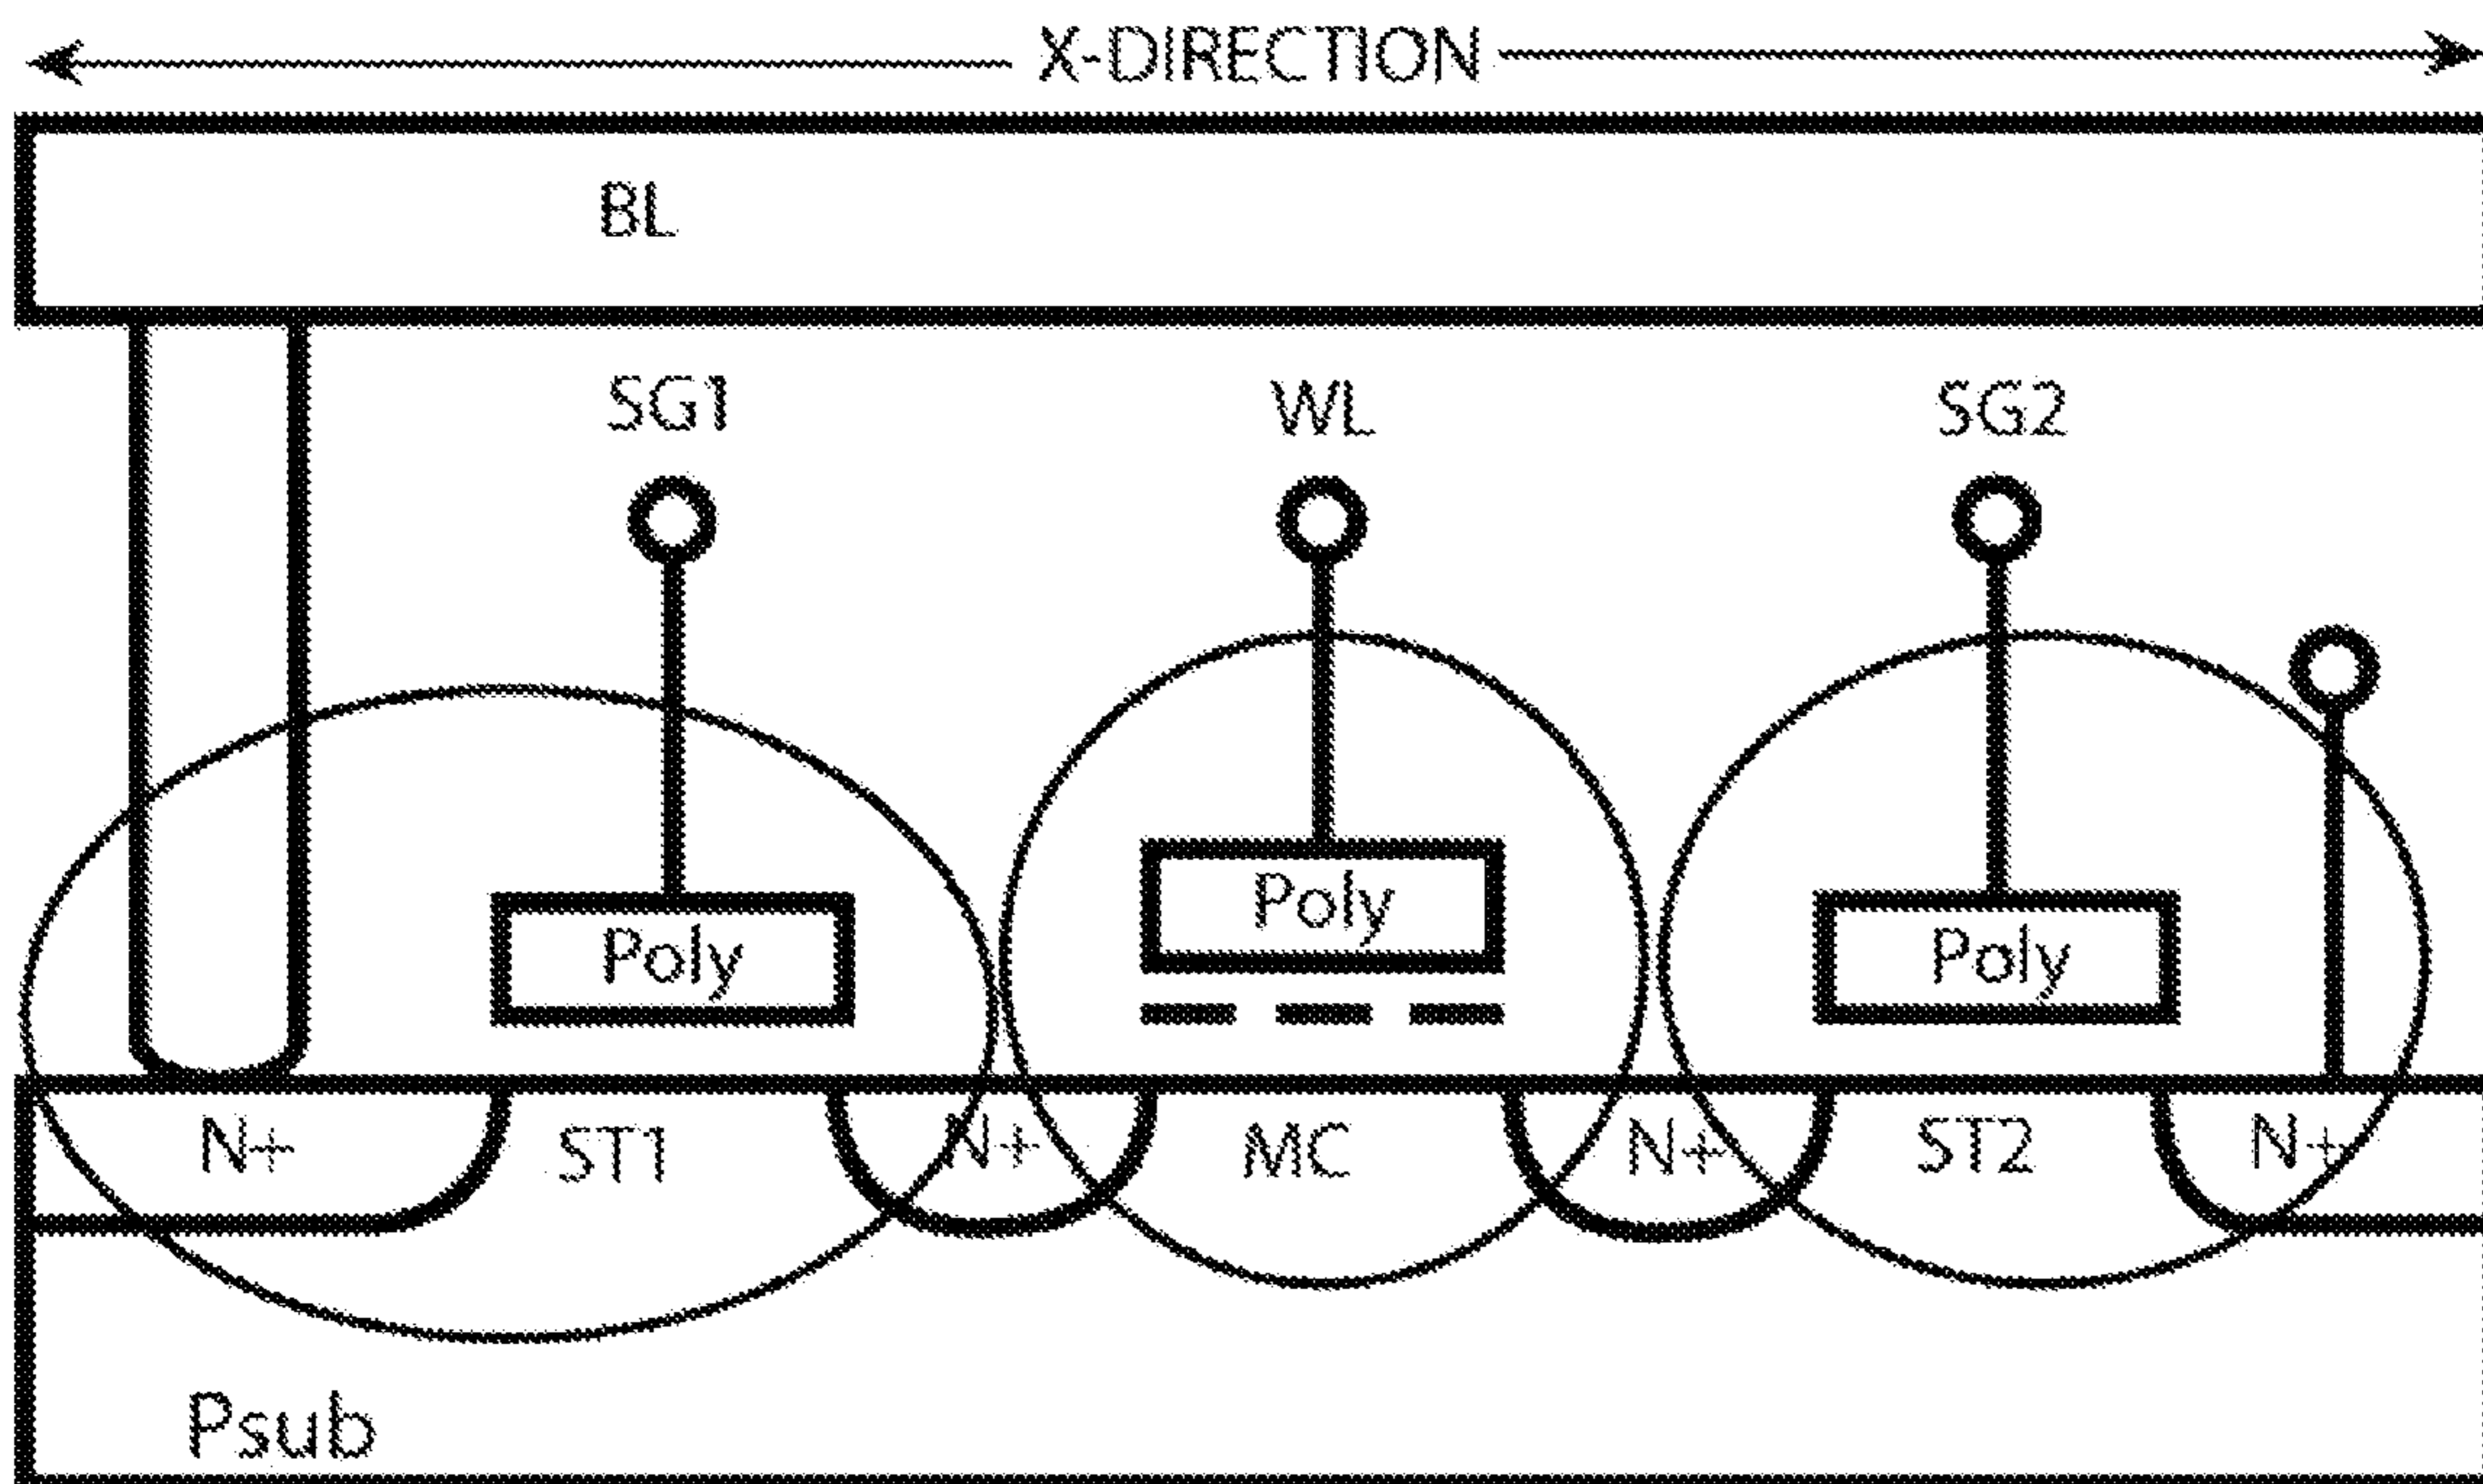 X-DIRECTION
BL
SG1 WL SG2
Poly Poly Poly
N+ ST1 N+ MC N+ ST2 N+
Psub